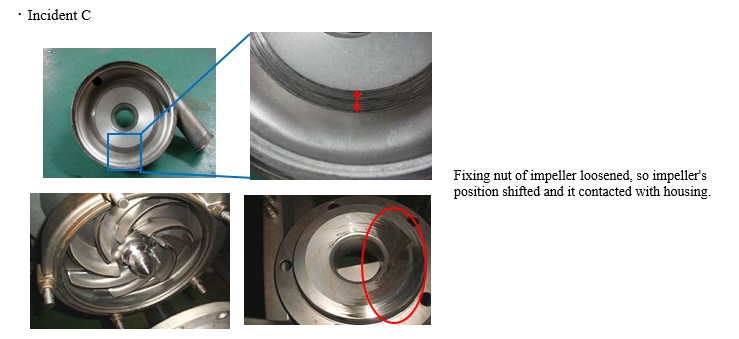 ・Incident C
Fixing nut of impeller loosened, so impeller's
position shifted and it contacted with housing.